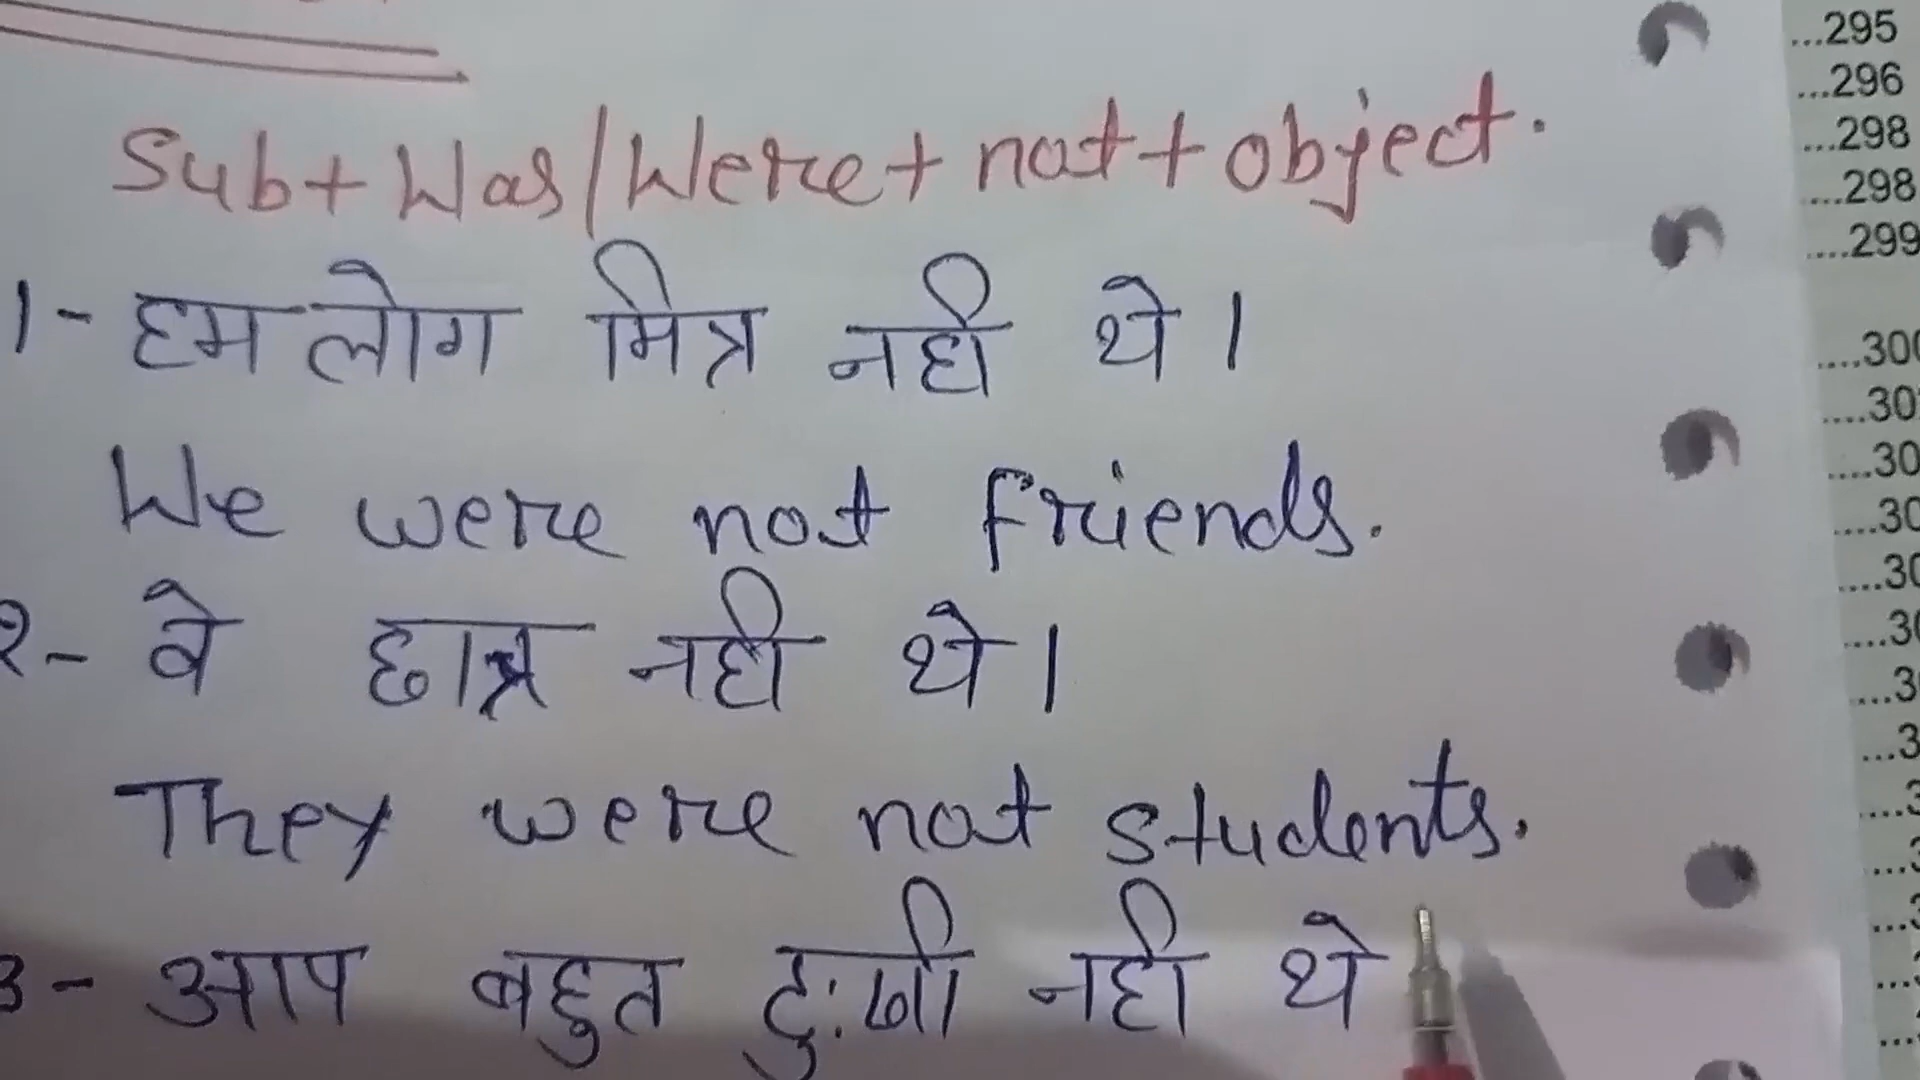 Sub + Was/Were + not + object.
1- हम लोग मित्र नही थे।
We were not friends.
२- वे छात्र नही थे।
They were not students.
3- आप बहुत दुःखी नही थे
...295
...296
...298
...298
....299